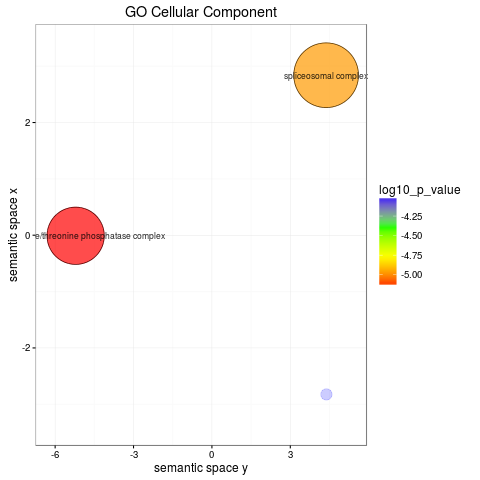 GO Cellular Component
spliceosomal complex
e/threonine phosphatase complex
semantic space x
2
0
-2
-6
-3
0
3
semantic space y
log10_p_value
-4.25
-4.50
-4.75
-5.00